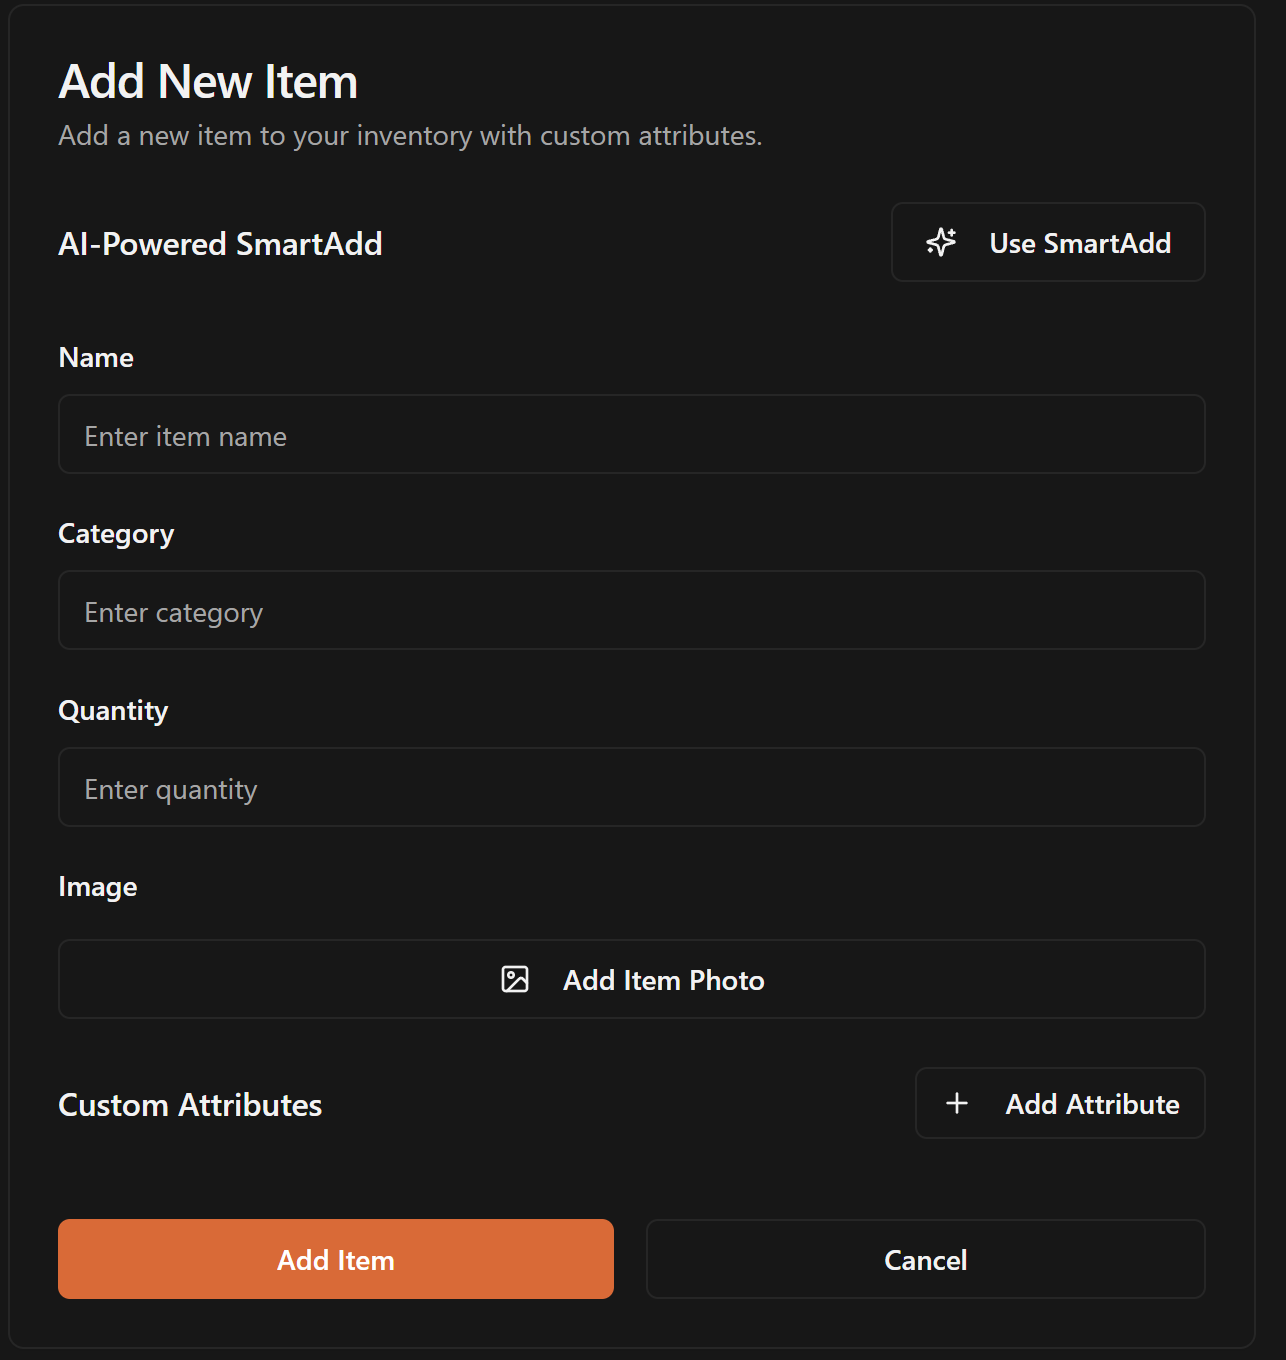 Add New Item
Add a new item to your inventory with custom attributes.
AI-Powered SmartAdd
Use SmartAdd
Name
Enter item name
Category
Enter category
Quantity
Enter quantity
Image
Add Item Photo
Custom Attributes
Add Attribute
Add Item
Cancel